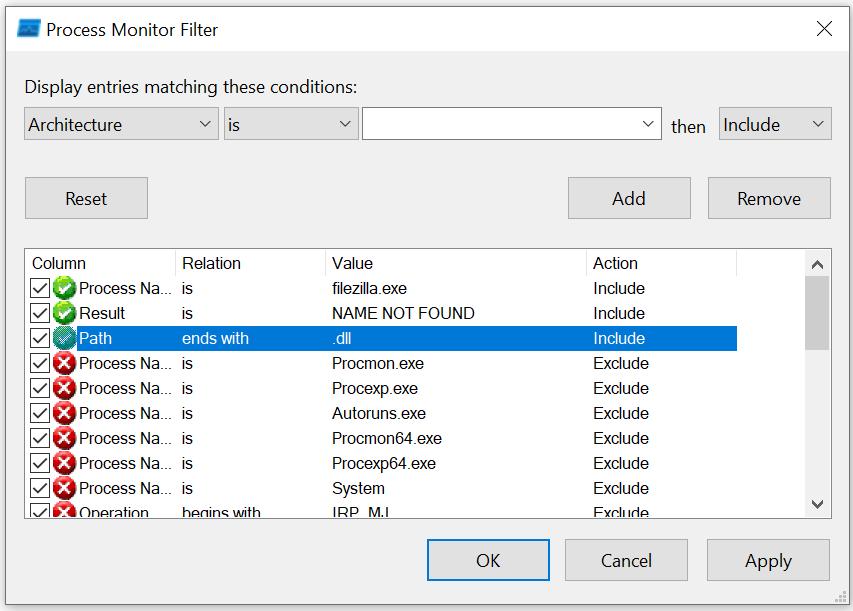 Process Monitor Filter
Display entries matching these conditions:
Architecture is then Include
Reset Add Remove
Column Relation Value Action
Process Na... is filezilla.exe Include
Result is NAME NOT FOUND Include
Path ends with .dll Include
Process Na... is Procmon.exe Exclude
Process Na... is Procexp.exe Exclude
Process Na... is Autoruns.exe Exclude
Process Na... is Procmon64.exe Exclude
Process Na... is Procexp64.exe Exclude
Process Na... is System Exclude
Operation begins with IRP_MJ Exclude
OK Cancel Apply